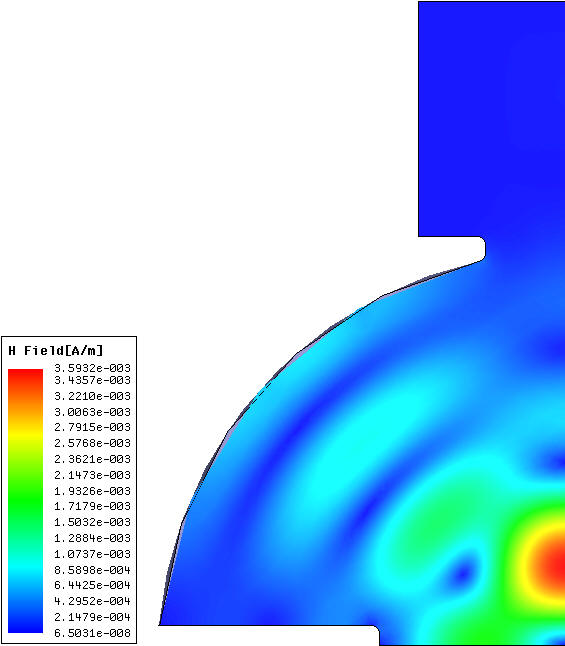 H Field[A/m]
3.5932e-003
3.4357e-003
3.2210e-003
3.0063e-003
2.7915e-003
2.5768e-003
2.3621e-003
2.1473e-003
1.9326e-003
1.7179e-003
1.5032e-003
1.2884e-003
1.0737e-003
8.5898e-004
6.4425e-004
4.2952e-004
2.1479e-004
6.5031e-008